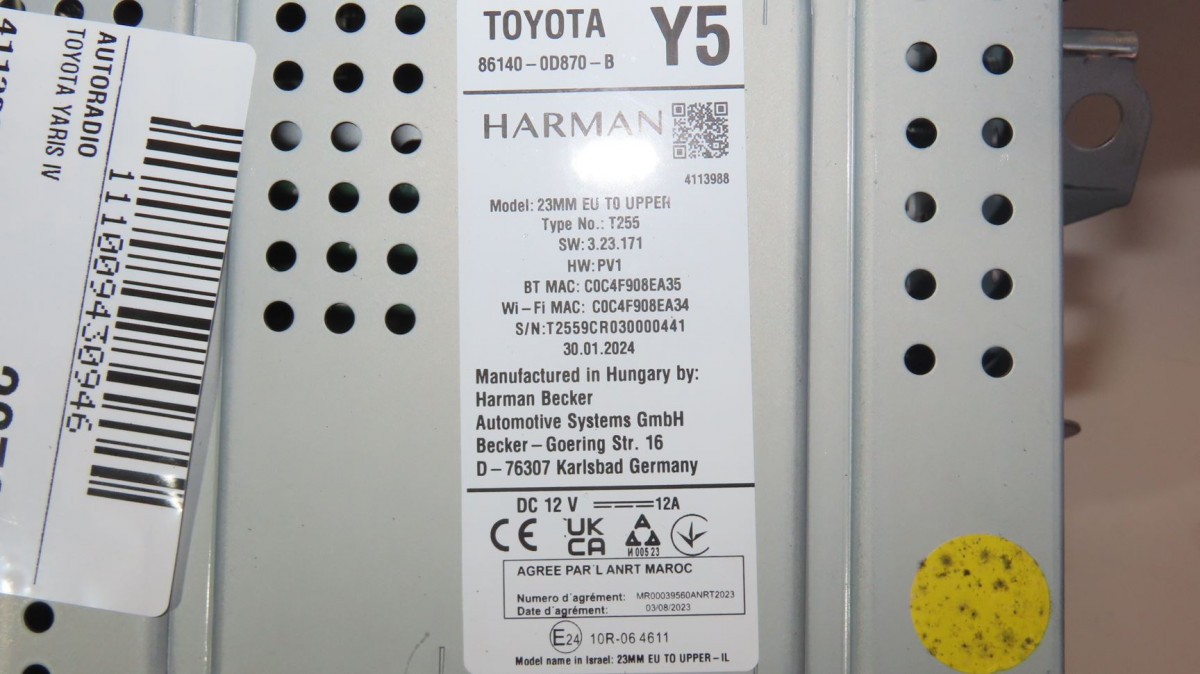 AUTORADIO
TOYOTA YARIS IV
1110094430946
TOYOTA
Y5
86140-0D870-B
HARMAN
4113988
Model: 23MM EU TO UPPER
Type No.: T255
SW: 3.23.171
HW: PV1
BT MAC: C0C4F908EA35
Wi-Fi MAC: C0C4F908EA34
S/N:T2559CR030000441
30.01.2024
Manufactured in Hungary by:
Harman Becker
Automotive Systems GmbH
Becker-Goering Str. 16
D-76307 Karlsbad Germany
DC 12 V 12A
CE
UK
CA
И 005 23
AGREE PAR'L ANRT MAROC
Numero d'agrément: MR00039560ANRT2023
Date d'agrément: 03/08/2023
E24 10R-06 4611
Model name in Israel: 23MM EU TO UPPER-IL